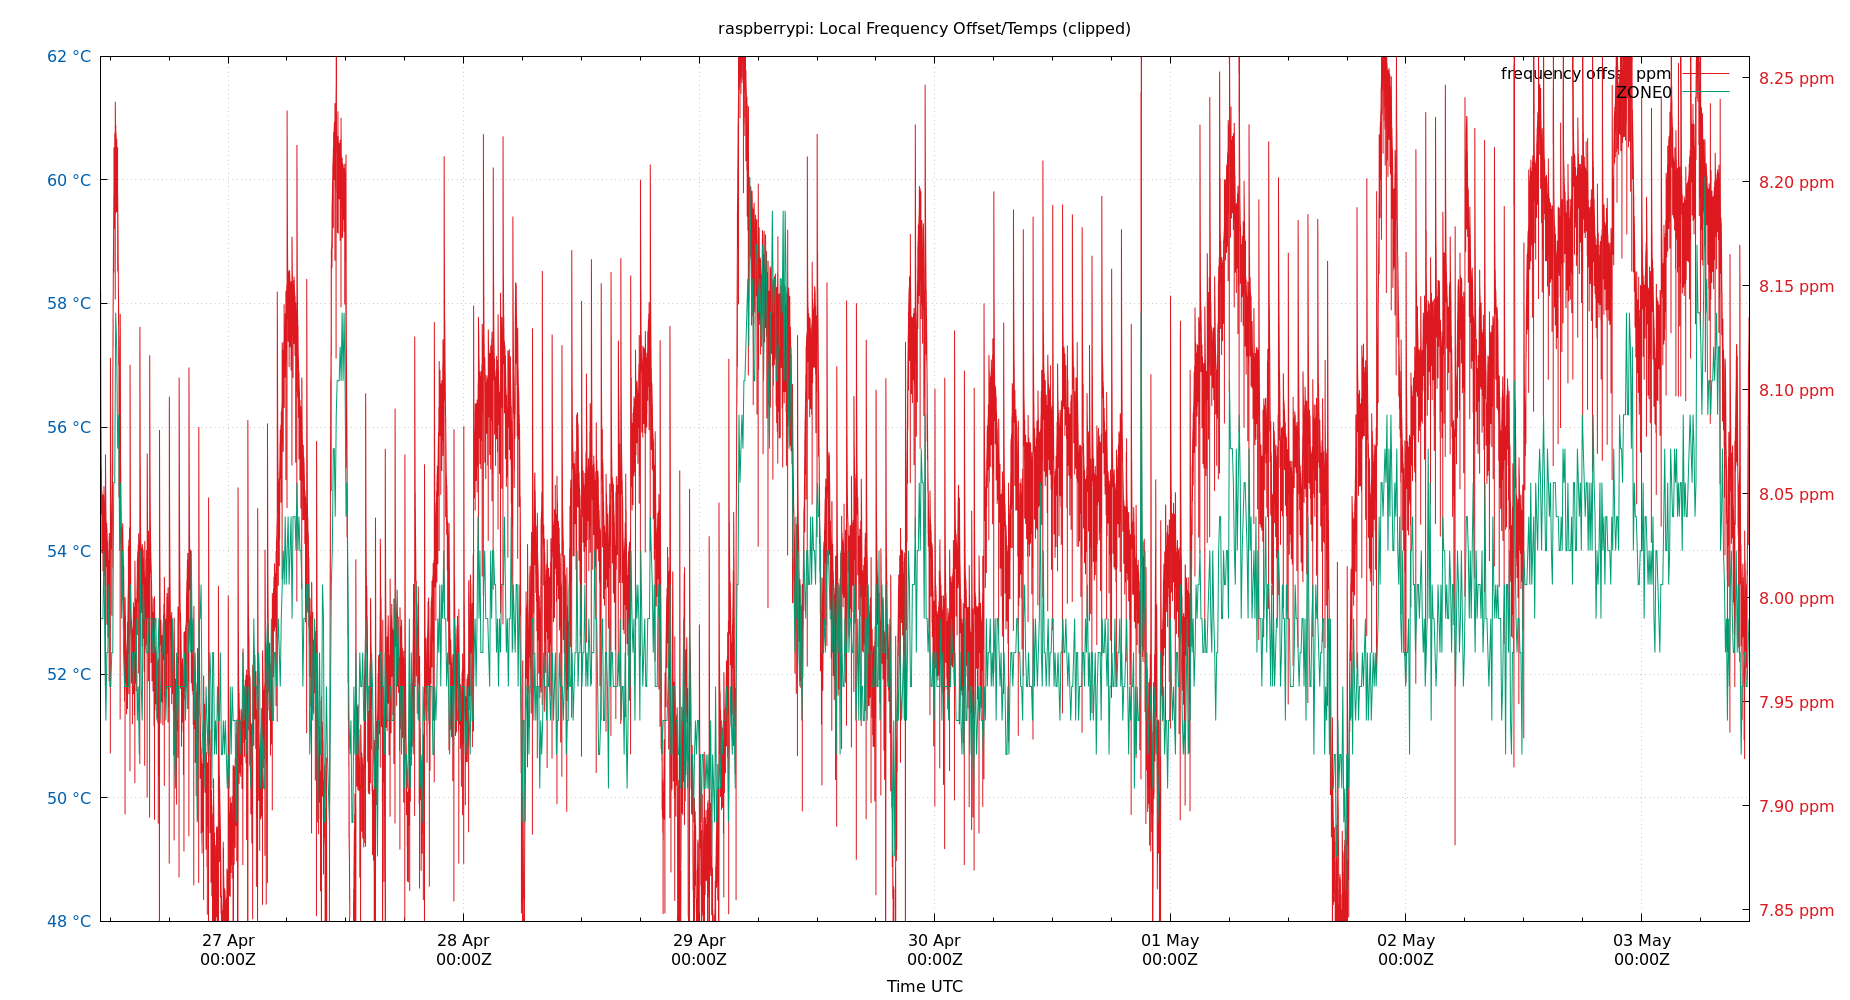 raspberrypi: Local Frequency Offset/Temps (clipped)
62 °C
60 °C
58 °C
56 °C
54 °C
52 °C
50 °C
48 °C
frequency offset ppm
ZONE0
8.25 ppm
8.20 ppm
8.15 ppm
8.10 ppm
8.05 ppm
8.00 ppm
7.95 ppm
7.90 ppm
7.85 ppm
27 Apr
00:00Z
28 Apr
00:00Z
29 Apr
00:00Z
30 Apr
00:00Z
01 May
00:00Z
02 May
00:00Z
03 May
00:00Z
Time UTC